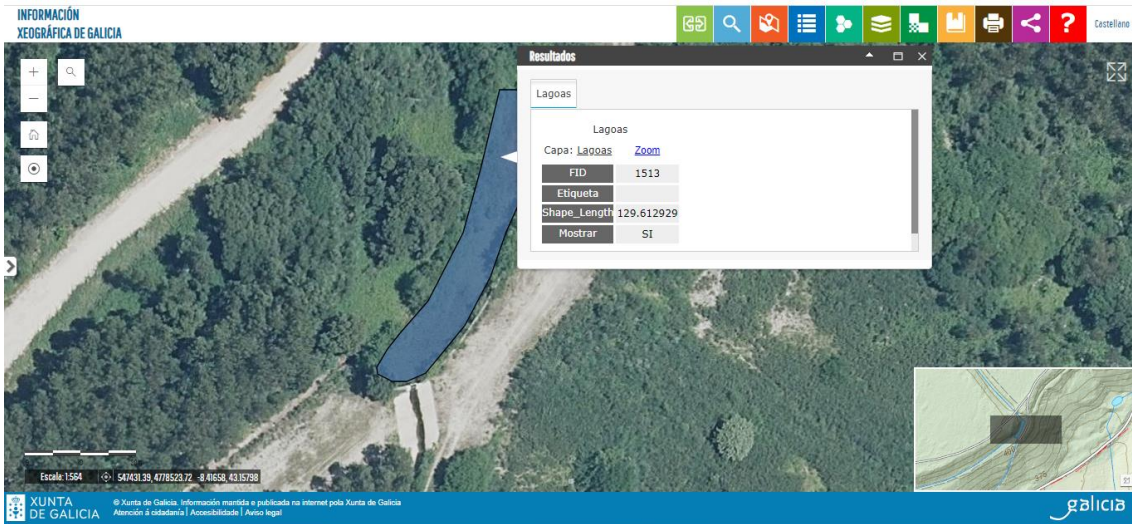 INFORMACIÓN
XEOGRÁFICA DE GALICIA
Castellano
Resultados
Lagoas
Lagoas
Capa: Lagoas Zoom
FID 1513
Etiqueta
Shape_Length 129.612929
Mostrar SI
Escala: 1:564 547431.39, 4778523.72 -8.41658, 43.15798
XUNTA
DE GALICIA
© Xunta de Galicia. Información mantida e publicada na internet pola Xunta de Galicia
Atención á cidadanía | Accesibilidade | Aviso legal
galicia